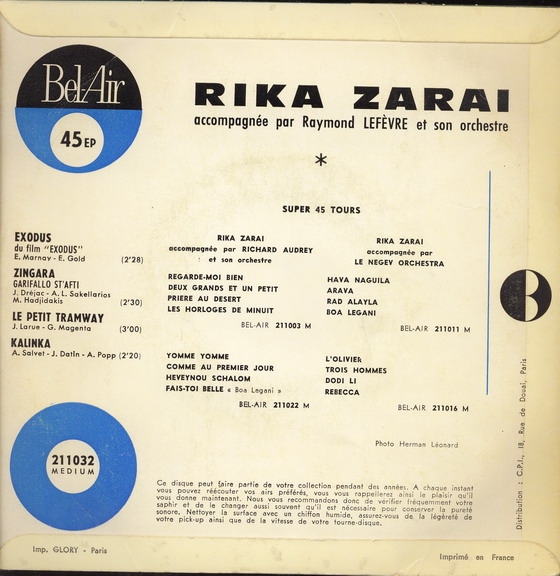 Bel-Air
45 EP
RIKA ZARAI
accompagnée par Raymond LEFÈVRE et son orchestre
*
SUPER 45 TOURS
EXODUS
du film "EXODUS"
E. Marnay - E. Gold (2'28)
ZINGARA
GARIFALLO ST'AFTI
J. Dréjac - A. L. Sakellarios
M. Hadjidakis (2'30)
LE PETIT TRAMWAY
J. Larue - G. Magenta (3'00)
KALINKA
A. Salvet - J. Datin - A. Popp (2'20)
RIKA ZARAI
accompagnée par RICHARD AUDREY
et son orchestre
REGARDE-MOI BIEN
DEUX GRANDS ET UN PETIT
PRIERE AU DESERT
LES HORLOGES DE MINUIT
BEL-AIR 211003 M
RIKA ZARAI
accompagnée par
LE NEGEV ORCHESTRA
HAVA NAGUILA
ARAVA
RAD ALAYLA
BOA LEGANI
BEL-AIR 211011 M
YOMME YOMME
COMME AU PREMIER JOUR
HEVEYNOU SCHALOM
FAIS-TOI BELLE « Boa Legani »
BEL-AIR 211022 M
L'OLIVIER
TROIS HOMMES
DODI LI
REBECCA
BEL-AIR 211016 M
Photo Herman Léonard
211032
MEDIUM
Ce disque peut faire partie de votre collection pendant des années. A chaque instant
vous pouvez réécouter vos airs préférés, vous vous rappellerez ainsi le plaisir qu'il
vous donne maintenant. Nous vous recommandons donc de vérifier fréquemment votre
saphir et de le changer aussi souvent qu'il est nécessaire pour conserver la pureté
sonore. Nettoyer la surface avec un chiffon humide, assurez-vous de la légèreté de
votre pick-up ainsi que de la vitesse de votre tourne-disque.
Distribution : C.P.I., 18, Rue de Douai, Paris
Imp. GLORY - Paris
Imprimé en France